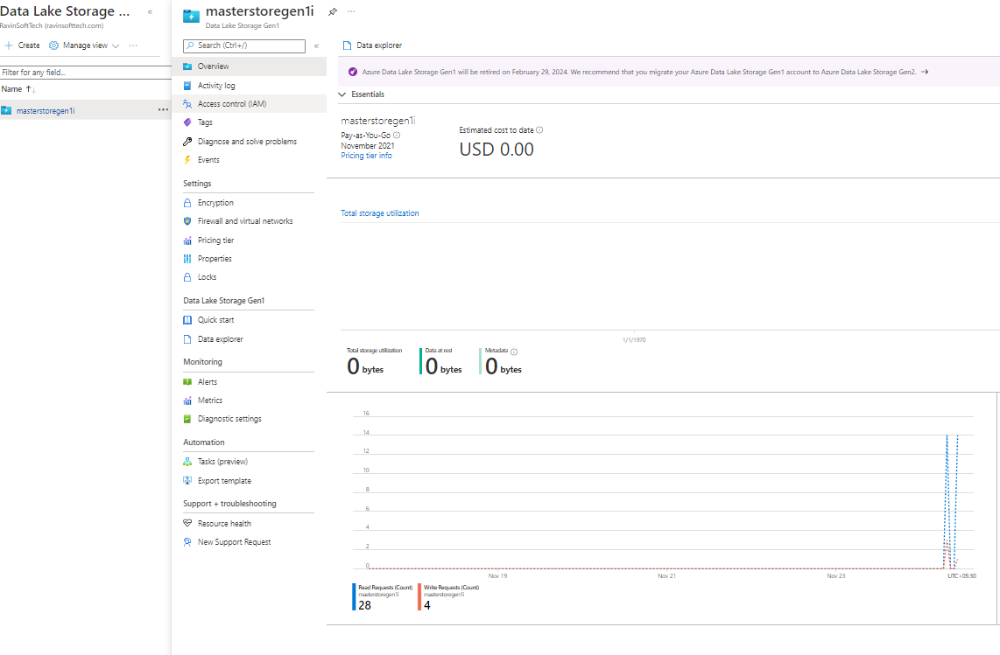 Data Lake Storage ... «
RavinSoftTech (ravinsofttech.com)
Create Manage view ...
Filter for any field...
Name ↑↓
masterstoregen1i ...
masterstoregen1i ...
Data Lake Storage Gen1
Search (Ctrl+/) «
Overview
Activity log
Access control (IAM)
Tags
Diagnose and solve problems
Events
Settings
Encryption
Firewall and virtual networks
Pricing tier
Properties
Locks
Data Lake Storage Gen1
Quick start
Data explorer
Monitoring
Alerts
Metrics
Diagnostic settings
Automation
Tasks (preview)
Export template
Support + troubleshooting
Resource health
New Support Request
Data explorer
Azure Data Lake Storage Gen1 will be retired on February 29, 2024. We recommend that you migrate your Azure Data Lake Storage Gen1 account to Azure Data Lake Storage Gen2. →
Essentials
masterstoregen1i
Pay-as-You-Go
November 2021
Pricing tier info
Estimated cost to date
USD 0.00
Total storage utilization
1/1/1970
Total storage utilization
0 bytes
Data at rest
0 bytes
Metadata
0 bytes
16
14
12
10
8
6
4
2
0
Nov 19 Nov 21 Nov 23 UTC+05:30
Read Requests (Count)
masterstoregen1i
28
Write Requests (Count)
masterstoregen1i
4